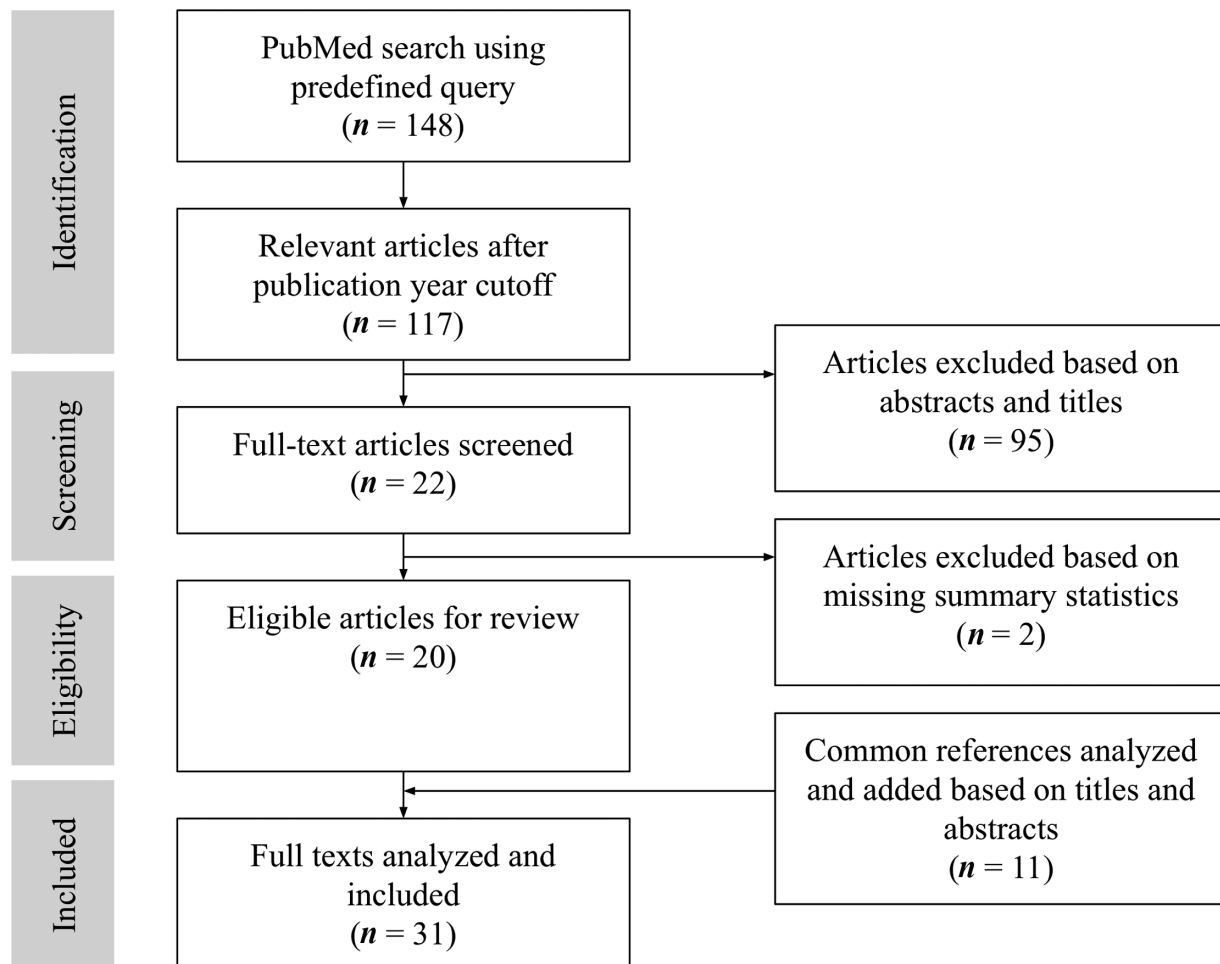 Identification
PubMed search using
predefined query
(n = 148)
Relevant articles after
publication year cutoff
(n = 117)
Articles excluded based on
abstracts and titles
(n = 95)
Screening
Full-text articles screened
(n = 22)
Articles excluded based on
missing summary statistics
(n = 2)
Eligibility
Eligible articles for review
(n = 20)
Common references analyzed
and added based on titles and
abstracts
(n = 11)
Included
Full texts analyzed and
included
(n = 31)